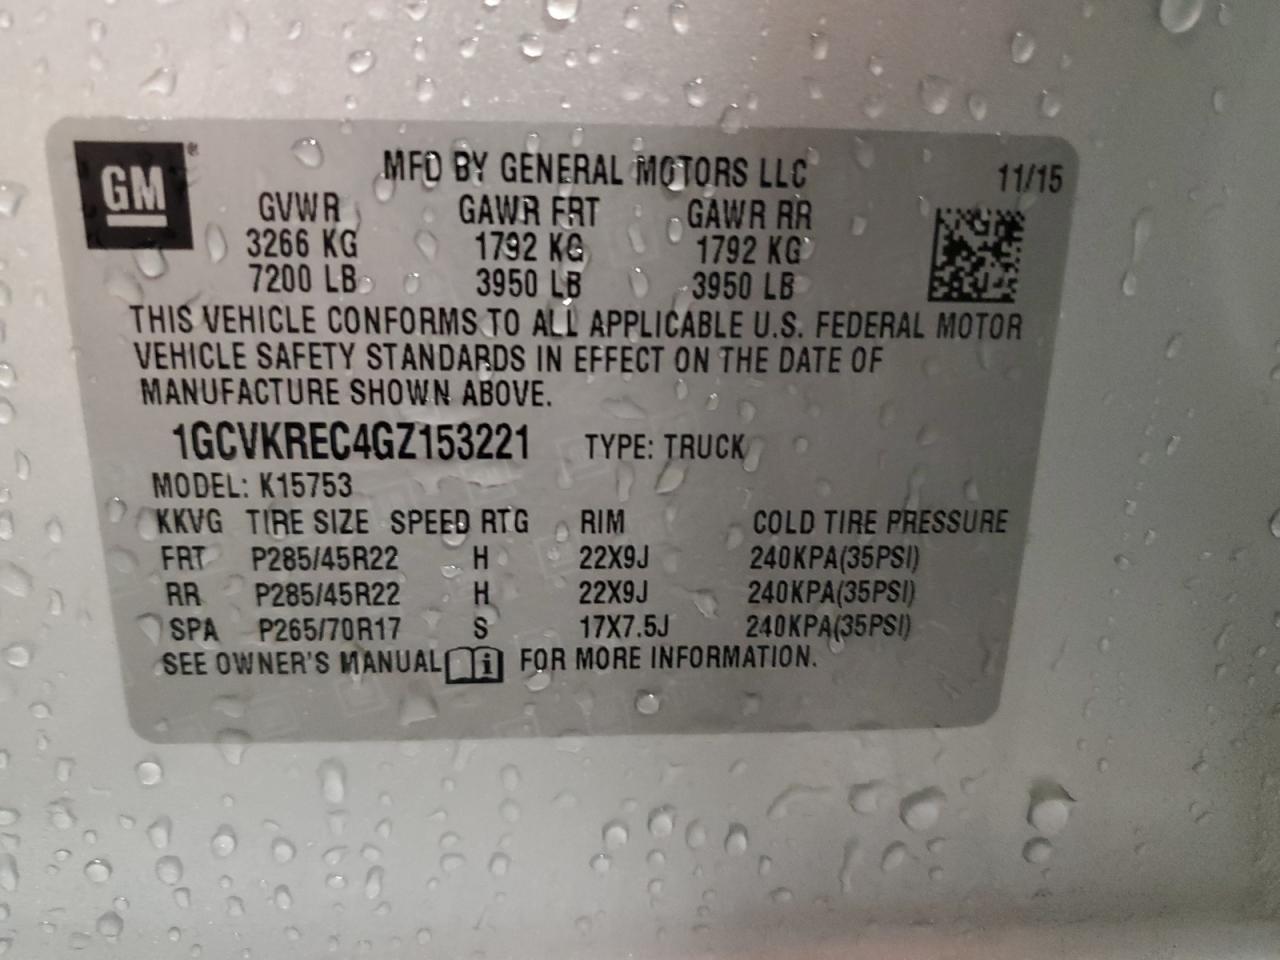 GM ®
MFD BY GENERAL MOTORS LLC 11/15
GVWR GAWR FRT GAWR RR
3266 KG 1792 KG 1792 KG
7200 LB 3950 LB 3950 LB
THIS VEHICLE CONFORMS TO ALL APPLICABLE U.S. FEDERAL MOTOR
VEHICLE SAFETY STANDARDS IN EFFECT ON THE DATE OF
MANUFACTURE SHOWN ABOVE.
1GCVKREC4GZ153221 TYPE: TRUCK
MODEL: K15753
KKVG TIRE SIZE SPEED RTG RIM COLD TIRE PRESSURE
FRT P285/45R22 H 22X9J 240KPA(35PSI)
RR P285/45R22 H 22X9J 240KPA(35PSI)
SPA P265/70R17 S 17X7.5J 240KPA(35PSI)
SEE OWNER'S MANUAL i FOR MORE INFORMATION.